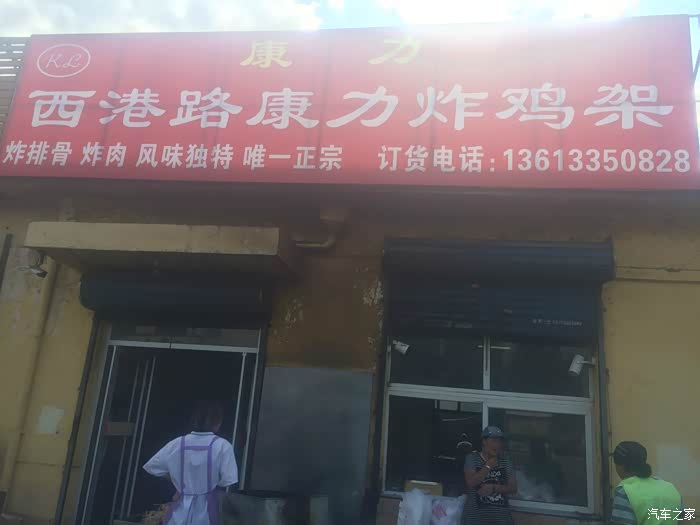 KL
康力
西港路康力炸鸡架
炸排骨 炸肉 风味独特 唯一正宗 订货电话:13613350828
汽车之家